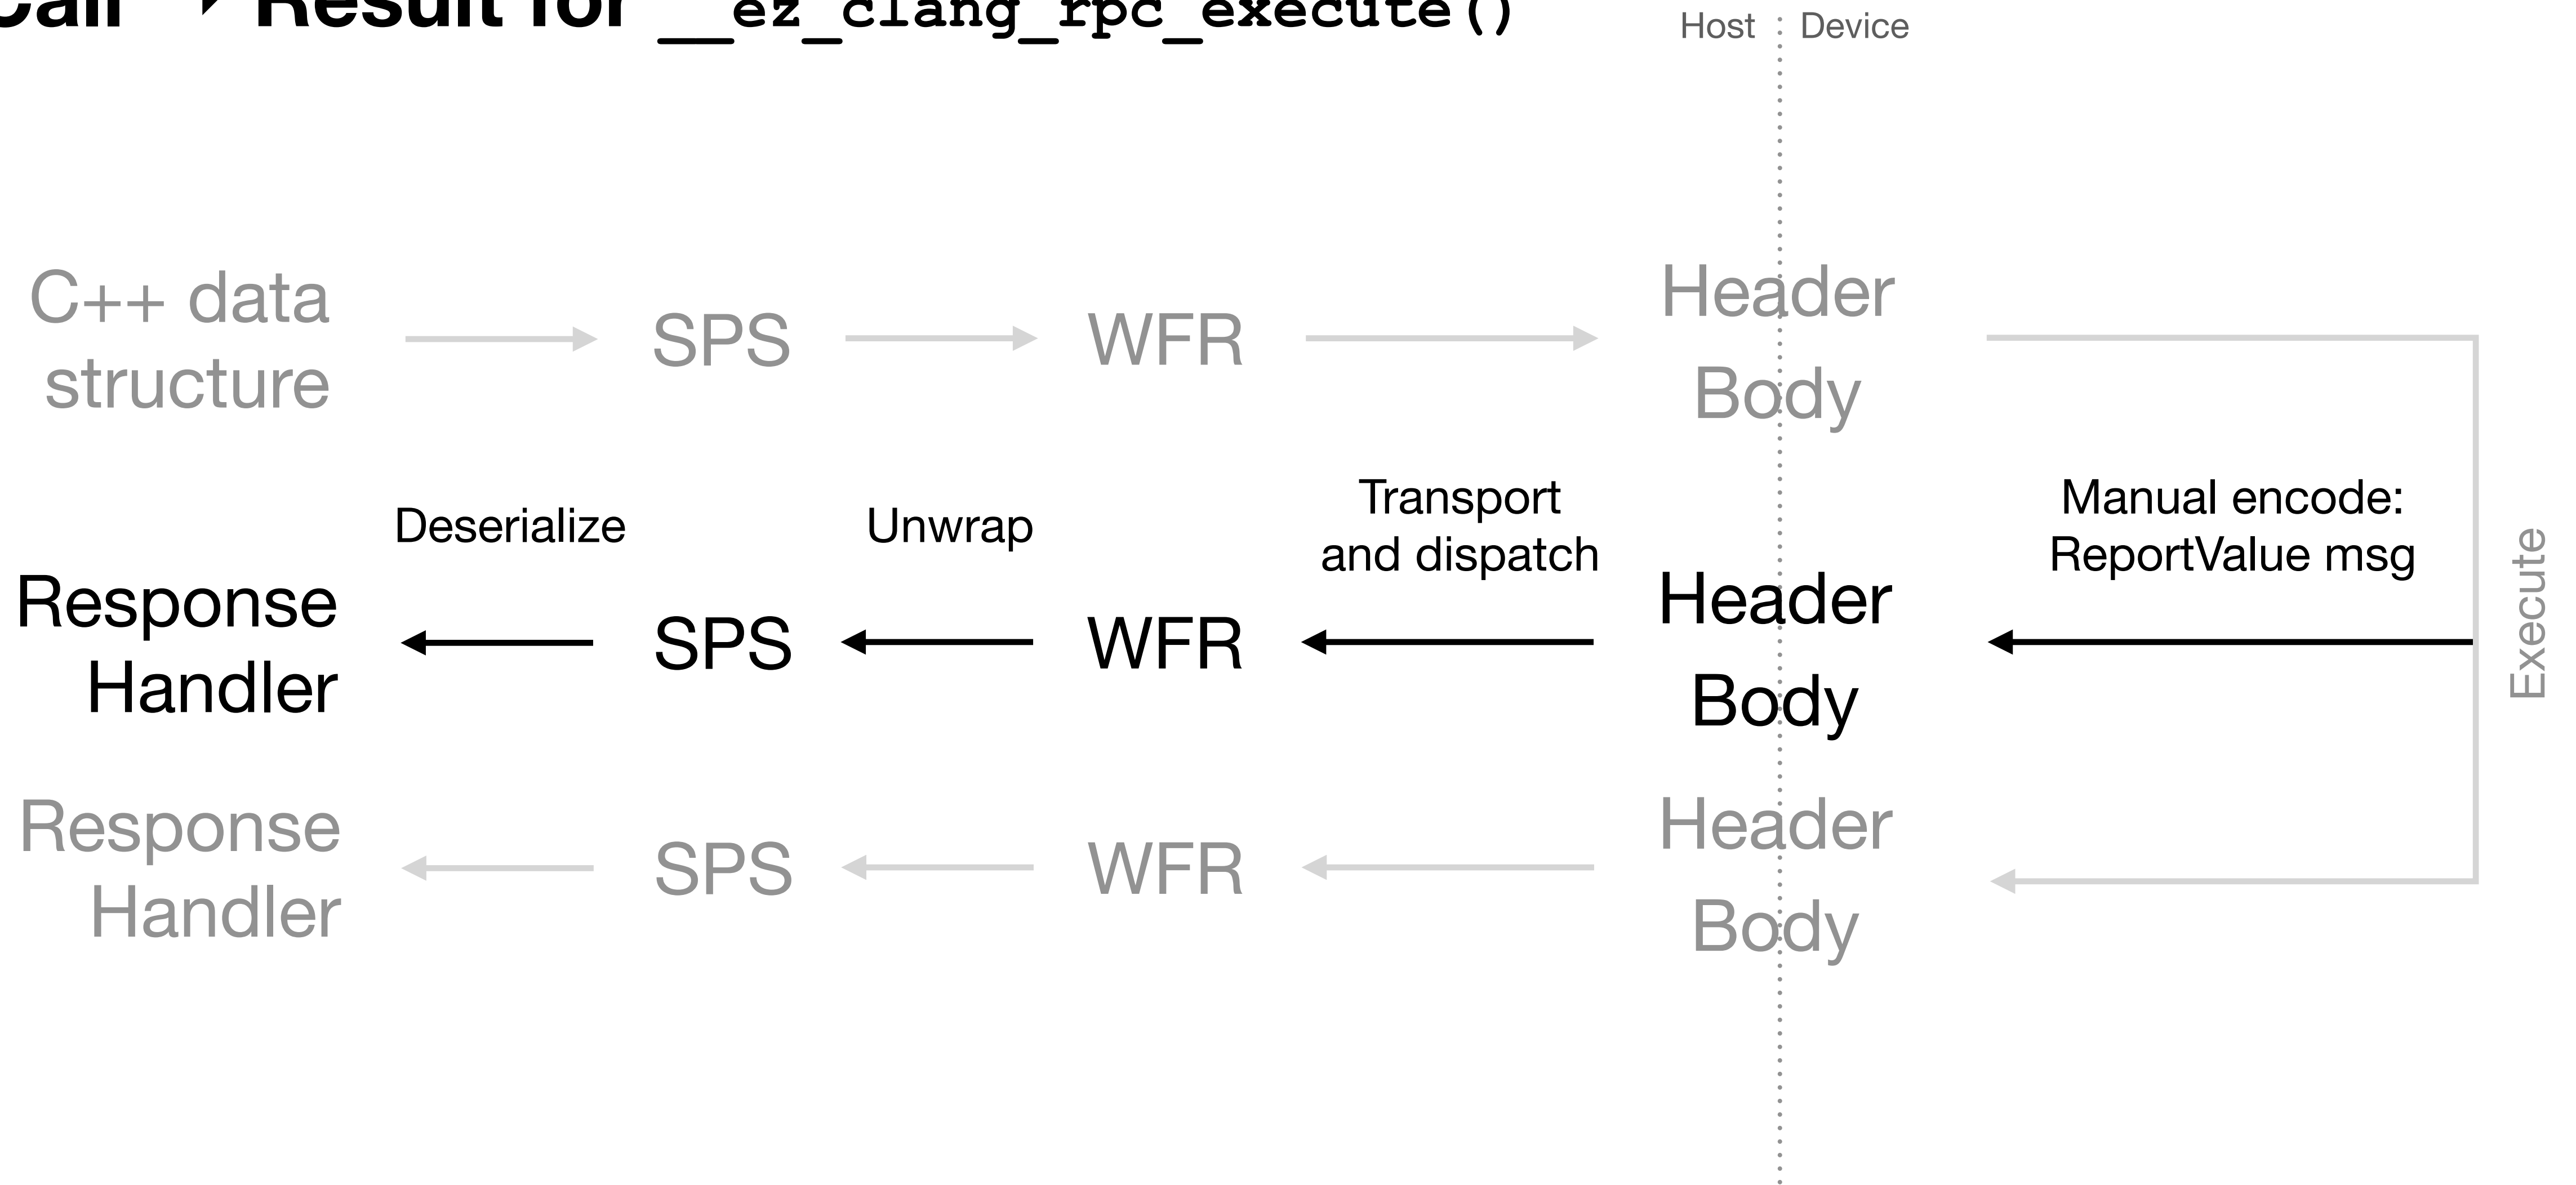 Call → Result for __ez_clang_rpc_execute()
Host
Device
C++ data
structure
SPS
WFR
Header
Body
Deserialize
Unwrap
Transport
and dispatch
Manual encode:
ReportValue msg
Response
Handler
SPS
WFR
Header
Body
Execute
Response
Handler
SPS
WFR
Header
Body